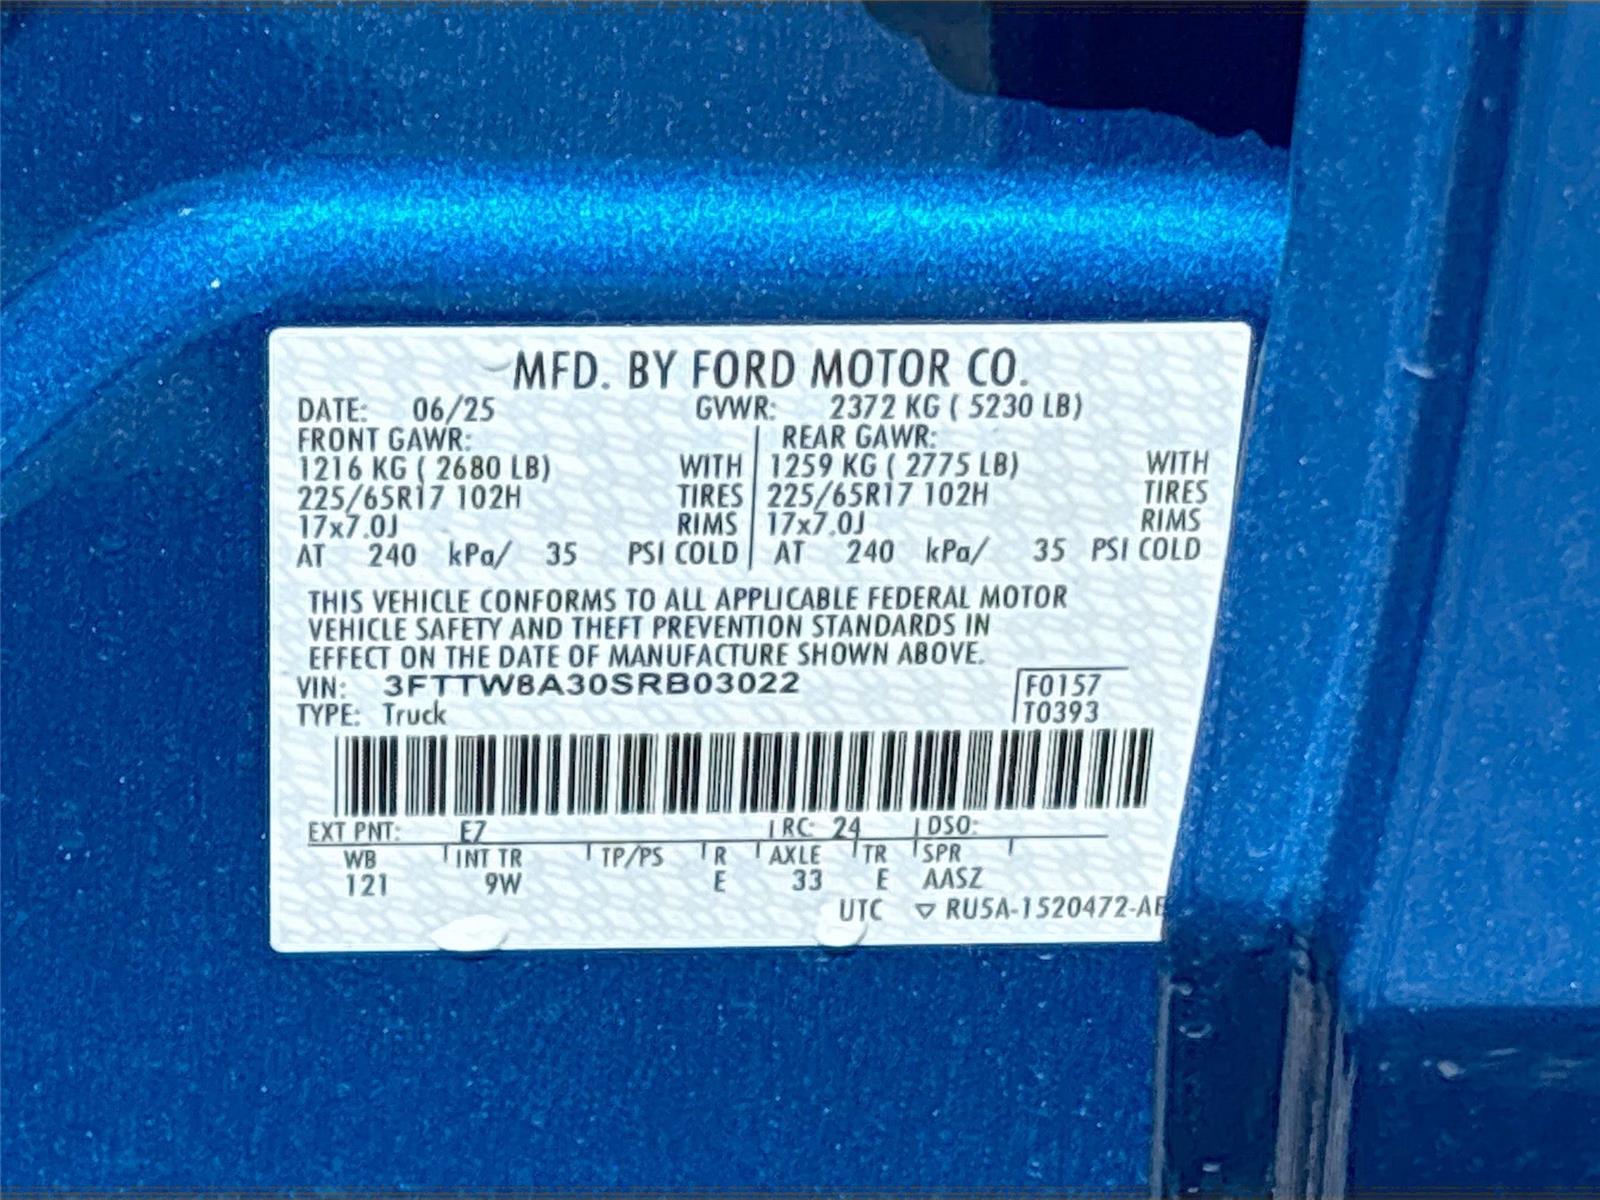 MFD. BY FORD MOTOR CO.
DATE: 06/25 GVWR: 2372 KG ( 5230 LB)
FRONT GAWR: REAR GAWR:
1216 KG ( 2680 LB) WITH 1259 KG ( 2775 LB) WITH
225/65R17 102H TIRES 225/65R17 102H TIRES
17x7.0J RIMS 17x7.0J RIMS
AT 240 kPa/ 35 PSI COLD AT 240 kPa/ 35 PSI COLD
THIS VEHICLE CONFORMS TO ALL APPLICABLE FEDERAL MOTOR
VEHICLE SAFETY AND THEFT PREVENTION STANDARDS IN
EFFECT ON THE DATE OF MANUFACTURE SHOWN ABOVE.
VIN: 3FTTW8A30SRB03022 F0157
TYPE: Truck T0393
EXT PNT: E7 RC: 24 DSO:
WB INT TR TP/PS R AXLE TR SPR
121 9W E 33 E AASZ
UTC ▽ RU5A-1520472-AE